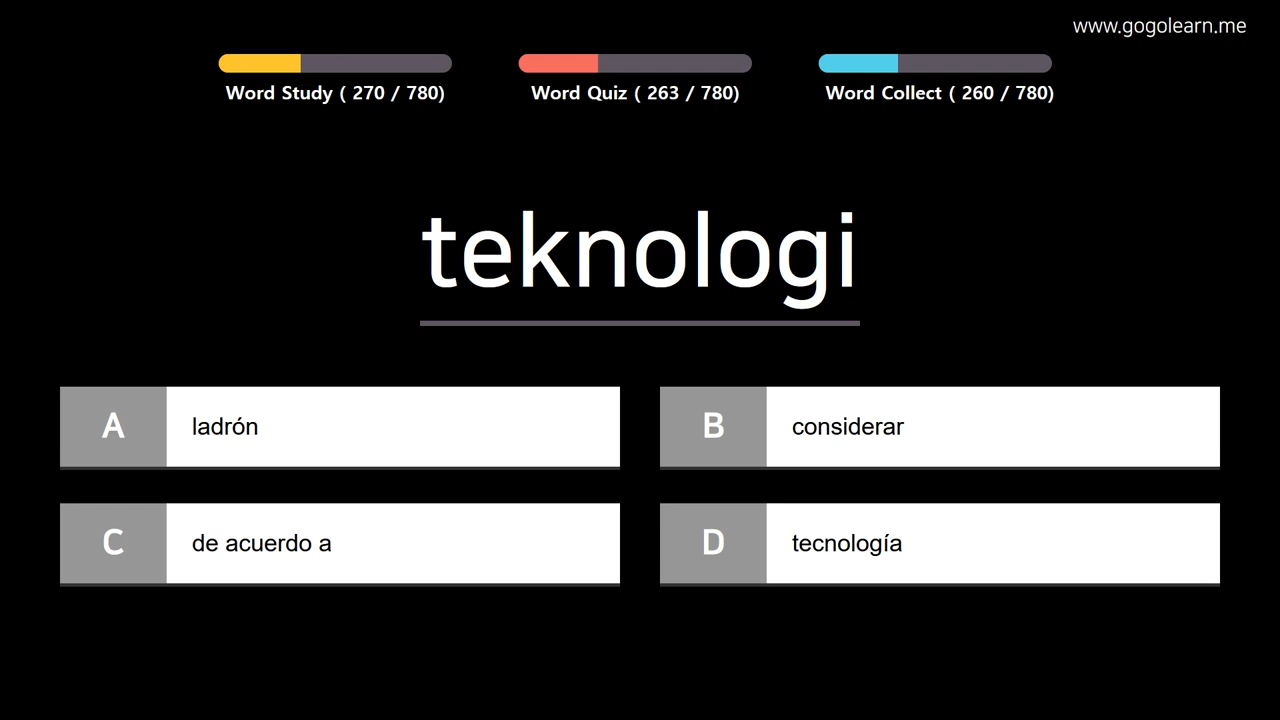 www.gogolearn.me
Word Study ( 270 / 780)
Word Quiz ( 263 / 780)
Word Collect ( 260 / 780)
teknologi
A
ladrón
B
considerar
C
de acuerdo a
D
tecnología